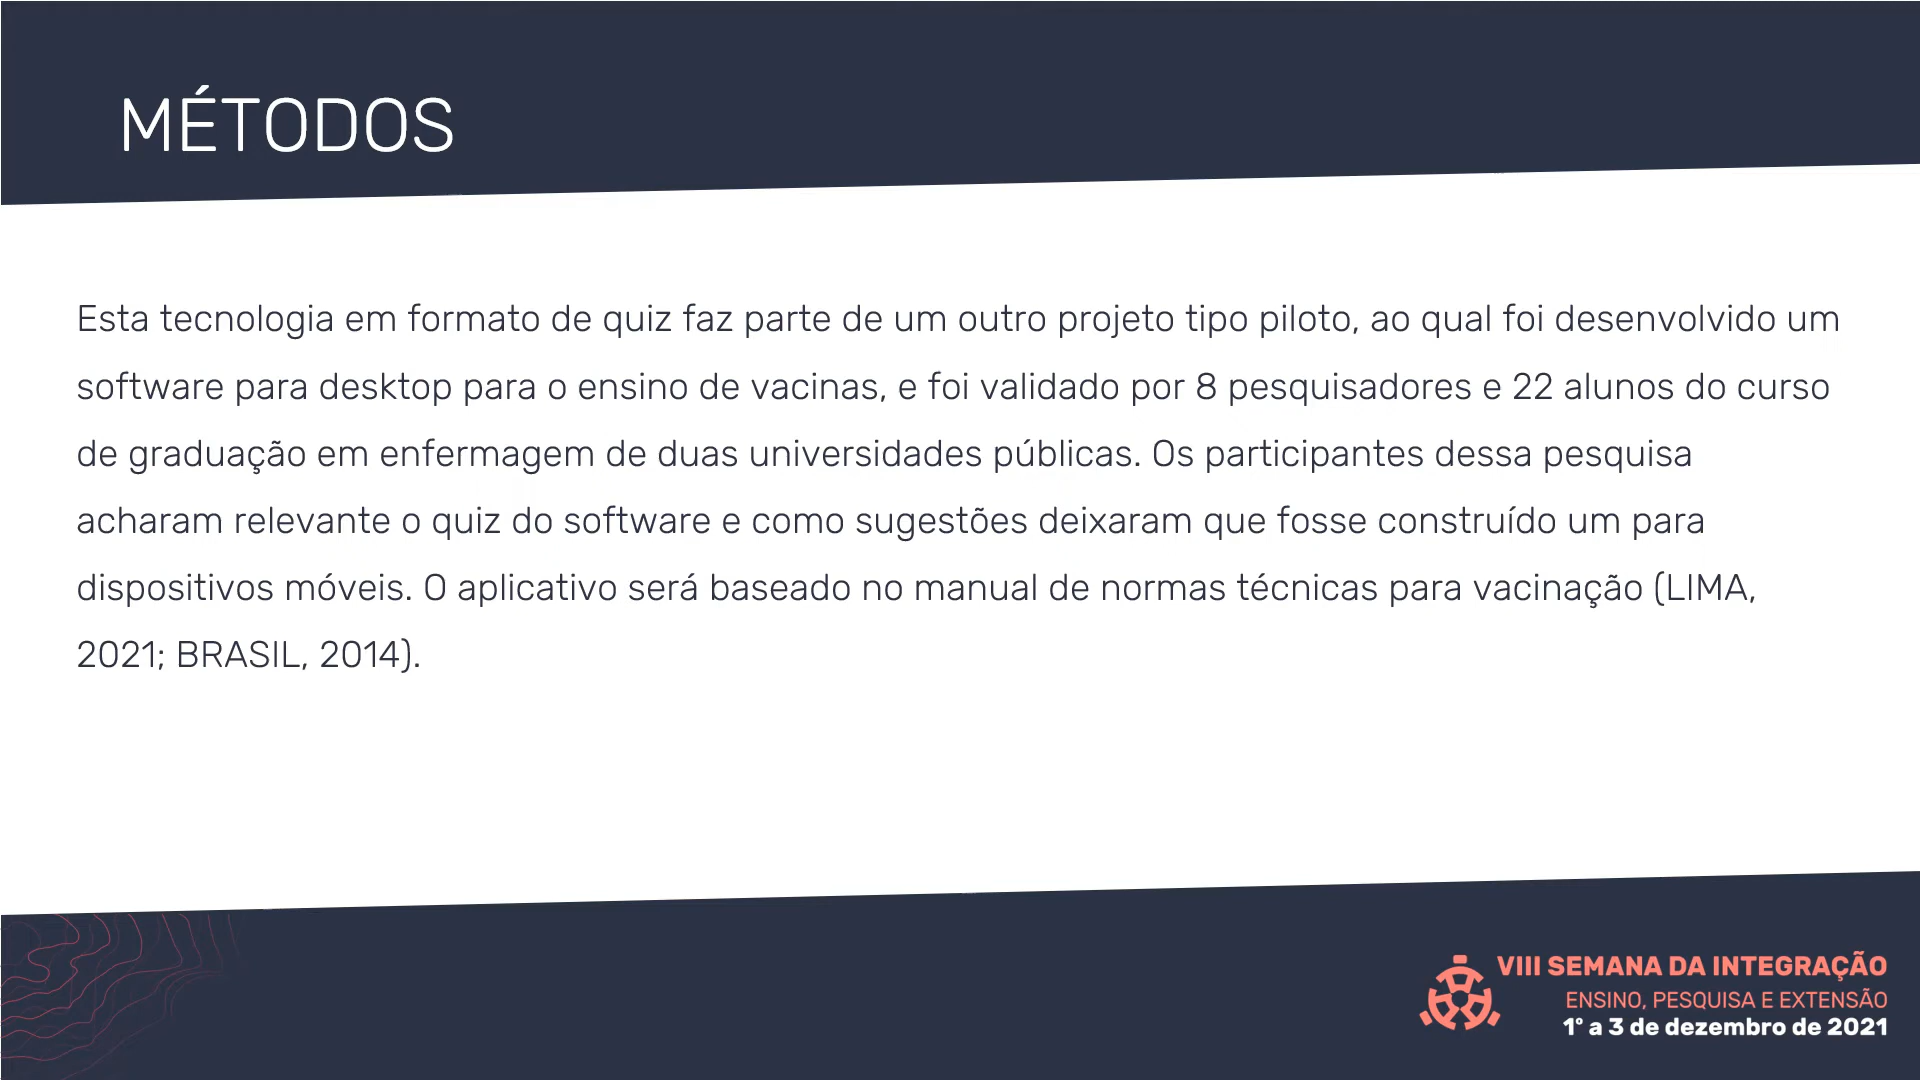 MÉTODOS
Esta tecnologia em formato de quiz faz parte de um outro projeto tipo piloto, ao qual foi desenvolvido um
software para desktop para o ensino de vacinas, e foi validado por 8 pesquisadores e 22 alunos do curso
de graduação em enfermagem de duas universidades públicas. Os participantes dessa pesquisa
acharam relevante o quiz do software e como sugestões deixaram que fosse construído um para
dispositivos móveis. O aplicativo será baseado no manual de normas técnicas para vacinação (LIMA,
2021; BRASIL, 2014).
VIII SEMANA DA INTEGRAÇÃO
ENSINO, PESQUISA E EXTENSÃO
1º a 3 de dezembro de 2021